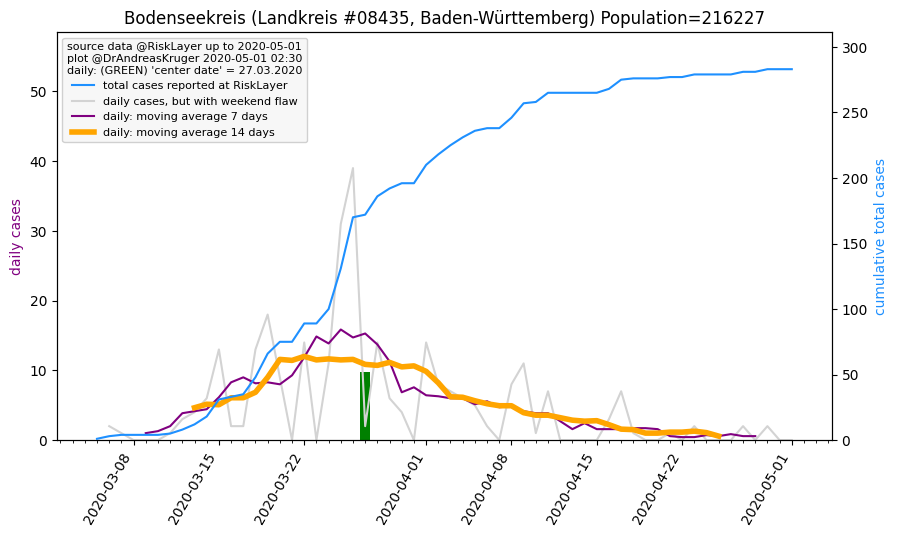 Bodenseekreis (Landkreis #08435, Baden-Württemberg) Population=216227
source data @RiskLayer up to 2020-05-01
plot @DrAndreasKruger 2020-05-01 02:30
daily: (GREEN) 'center date' = 27.03.2020
total cases reported at RiskLayer
daily cases, but with weekend flaw
daily: moving average 7 days
daily: moving average 14 days
daily cases
0
10
20
30
40
50
cumulative total cases
0
50
100
150
200
250
300
2020-03-08
2020-03-15
2020-03-22
2020-04-01
2020-04-08
2020-04-15
2020-04-22
2020-05-01